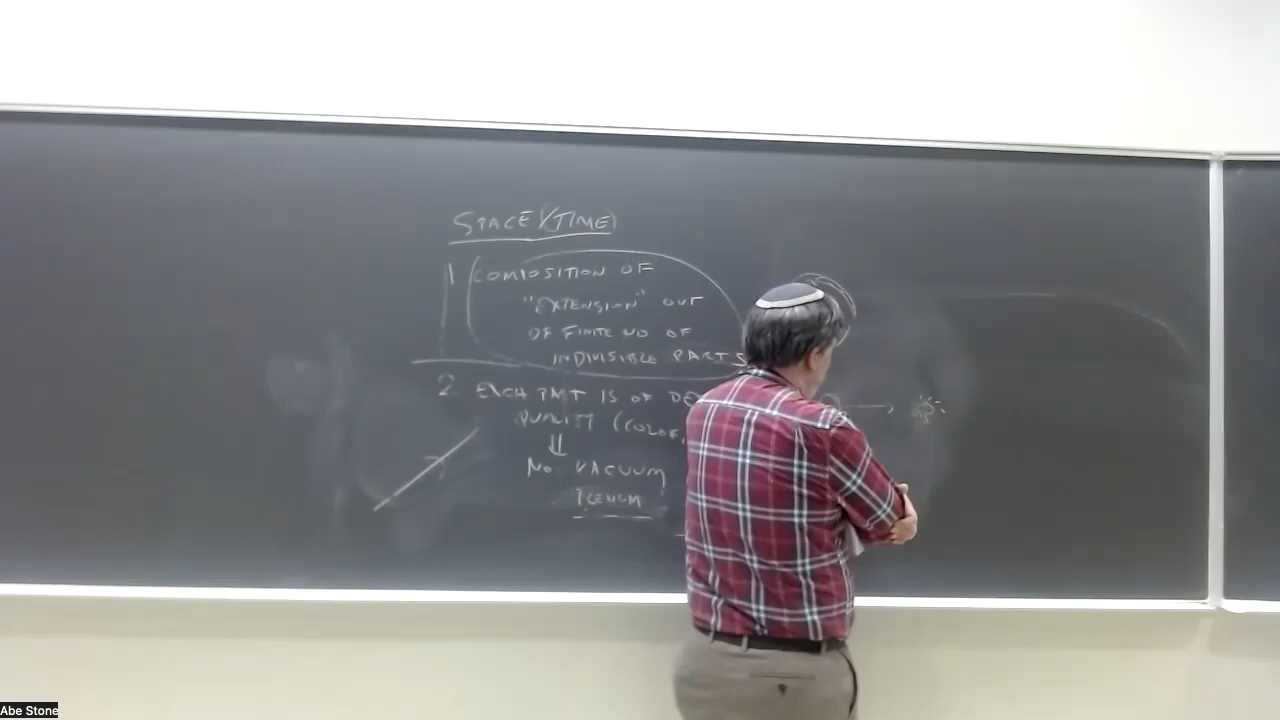 SPACE (TIME)
1 COMPOSITION OF
"EXTENSION" OUT
OF FINITE NO OF
INDIVISIBLE PARTS
2. EACH PART IS OF
QUALITY (COLOR,
⇓
NO VACUUM
PLENUM
Abe Stone